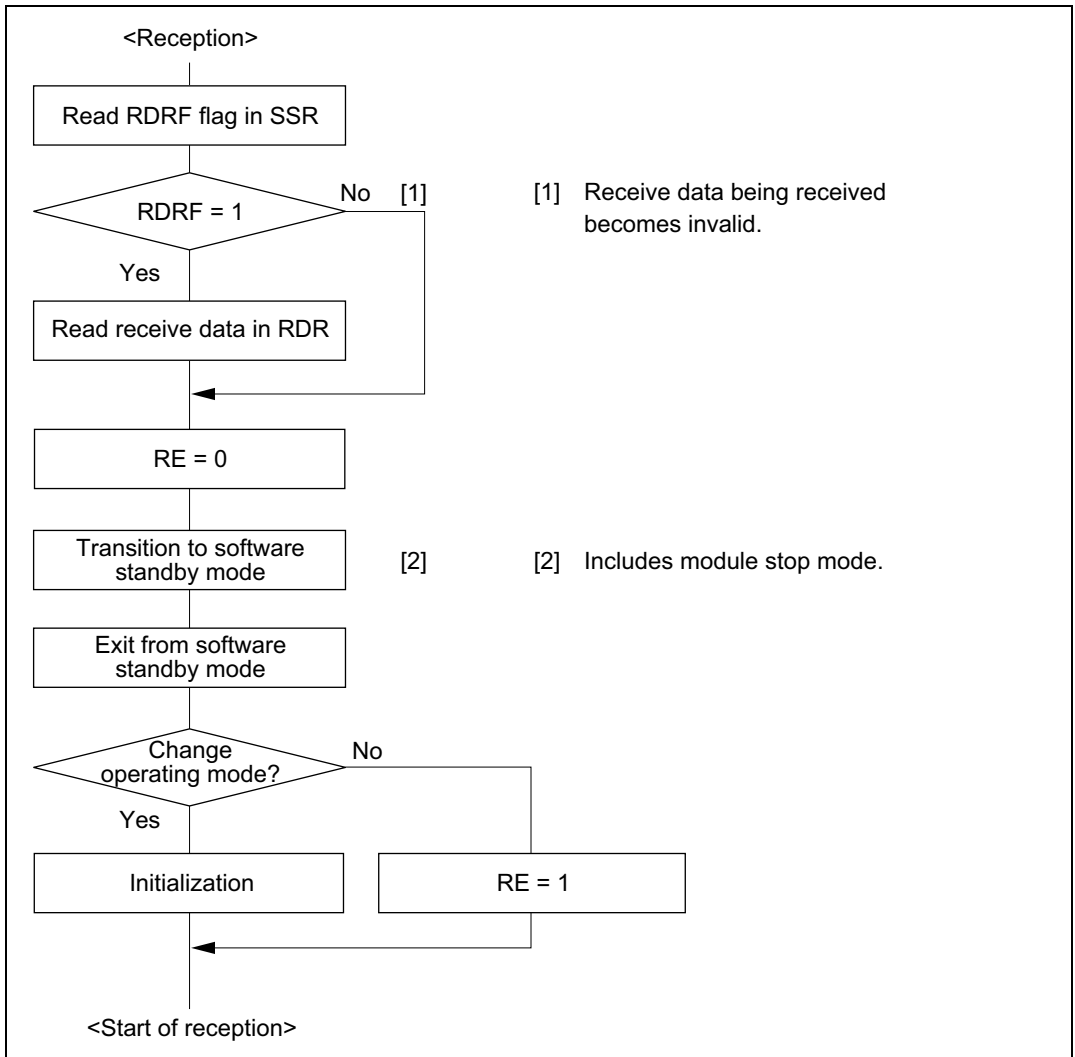 <Reception>
Read RDRF flag in SSR
RDRF = 1
No [1]
[1] Receive data being received
becomes invalid.
Yes
Read receive data in RDR
RE = 0
Transition to software
standby mode
[2]
[2] Includes module stop mode.
Exit from software
standby mode
Change
operating mode?
No
Yes
Initialization
RE = 1
<Start of reception>